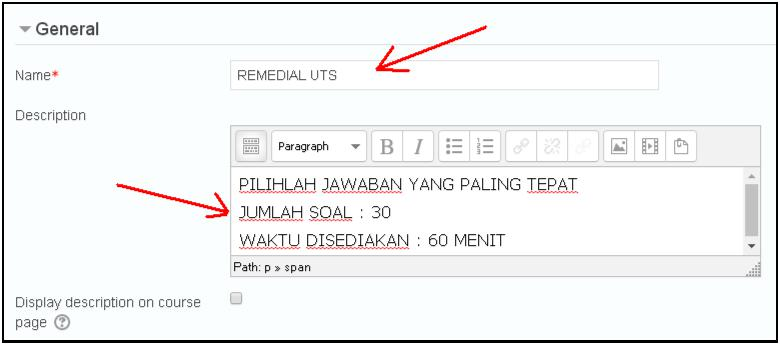 General
Name*
REMEDIAL UTS
Description
Paragraph
B I
PILIHLAH JAWABAN YANG PALING TEPAT
JUMLAH SOAL : 30
WAKTU DISEDIAKAN : 60 MENIT
Path: p » span
Display description on course
page ?